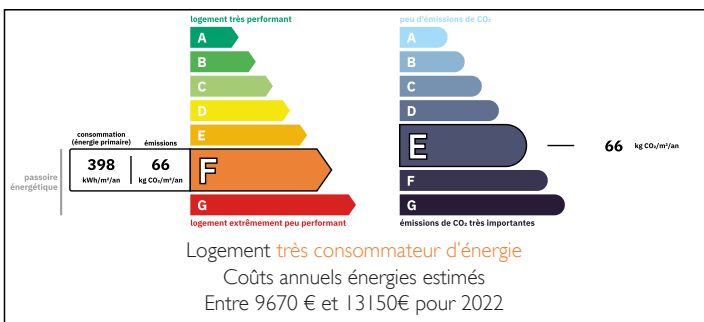 logement très performant
A
B
C
D
E
consommation
(énergie primaire)
émissions
398
66
kWh/m²/an
kg CO₂/m²/an
F
passoire
énergétique
G
logement extrêmement peu performant
peu d'émissions de CO₂
A
B
C
D
E
66 kg CO₂/m²/an
F
G
émissions de CO₂ très importantes
Logement très consommateur d'énergie
Coûts annuels énergies estimés
Entre 9670 € et 13150€ pour 2022